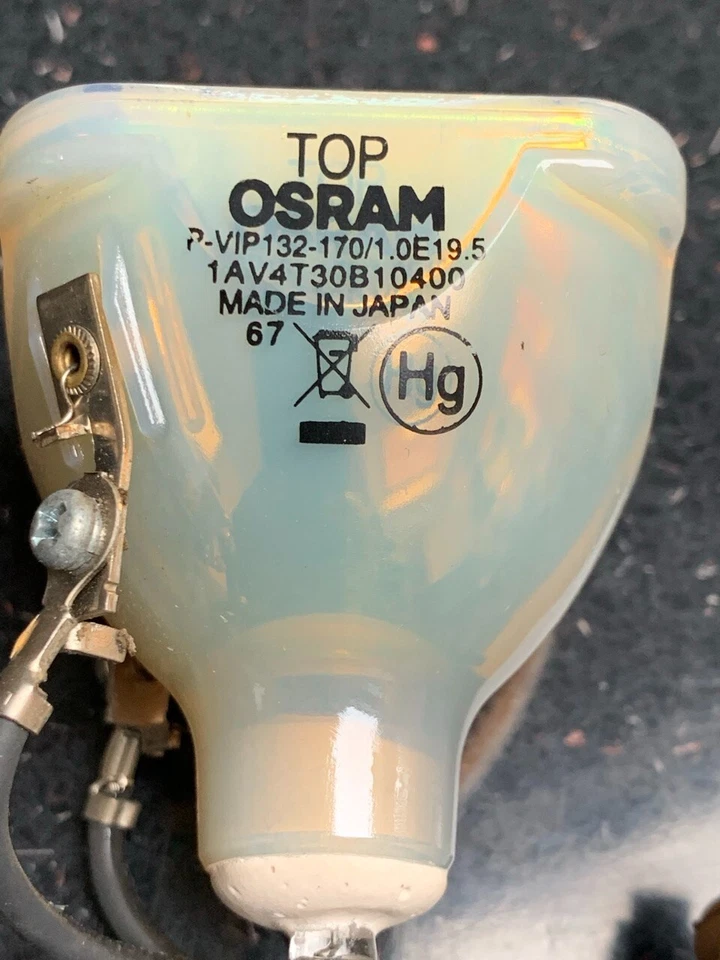 TOP
OSRAM
P-VIP132-170/1.0E19.5
1AV4T30B10400
MADE IN JAPAN
67
Hg